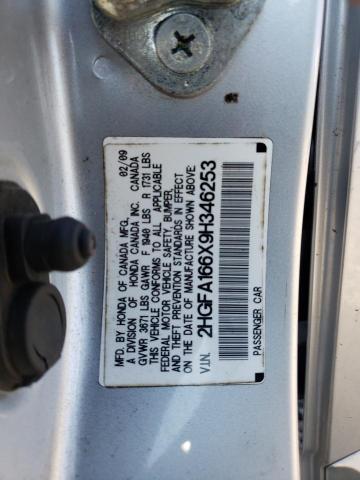 MFD. BY HONDA OF CANADA MFG. 02/09
A DIVISION OF HONDA CANADA INC. CANADA
GVWR 3671 LBS GAWR F 1940 LBS R 1731 LBS
THIS VEHICLE CONFORMS TO ALL APPLICABLE
FEDERAL MOTOR VEHICLE SAFETY, BUMPER,
AND THEFT PREVENTION STANDARDS IN EFFECT
ON THE DATE OF MANUFACTURE SHOWN ABOVE.
V.I.N. 2HGFA166X9H346253
PASSENGER CAR